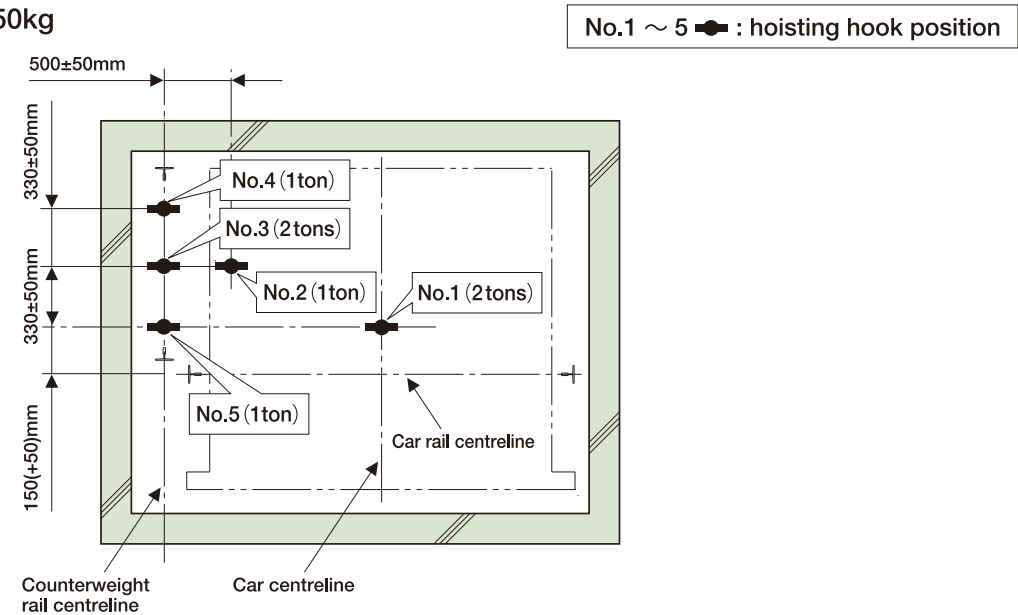 50kg
No.1 ～ 5 : hoisting hook position
500±50mm
330±50mm
330±50mm
150(+50)mm
No.4 (1ton)
No.3 (2tons)
No.2 (1ton)
No.1 (2tons)
No.5 (1ton)
Car rail centreline
Counterweight
rail centreline
Car centreline